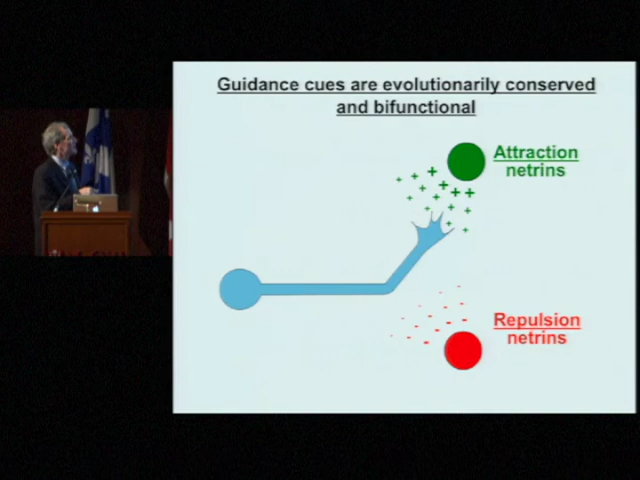 Guidance cues are evolutionarily conserved
and bifunctional
Attraction
netrins
Repulsion
netrins